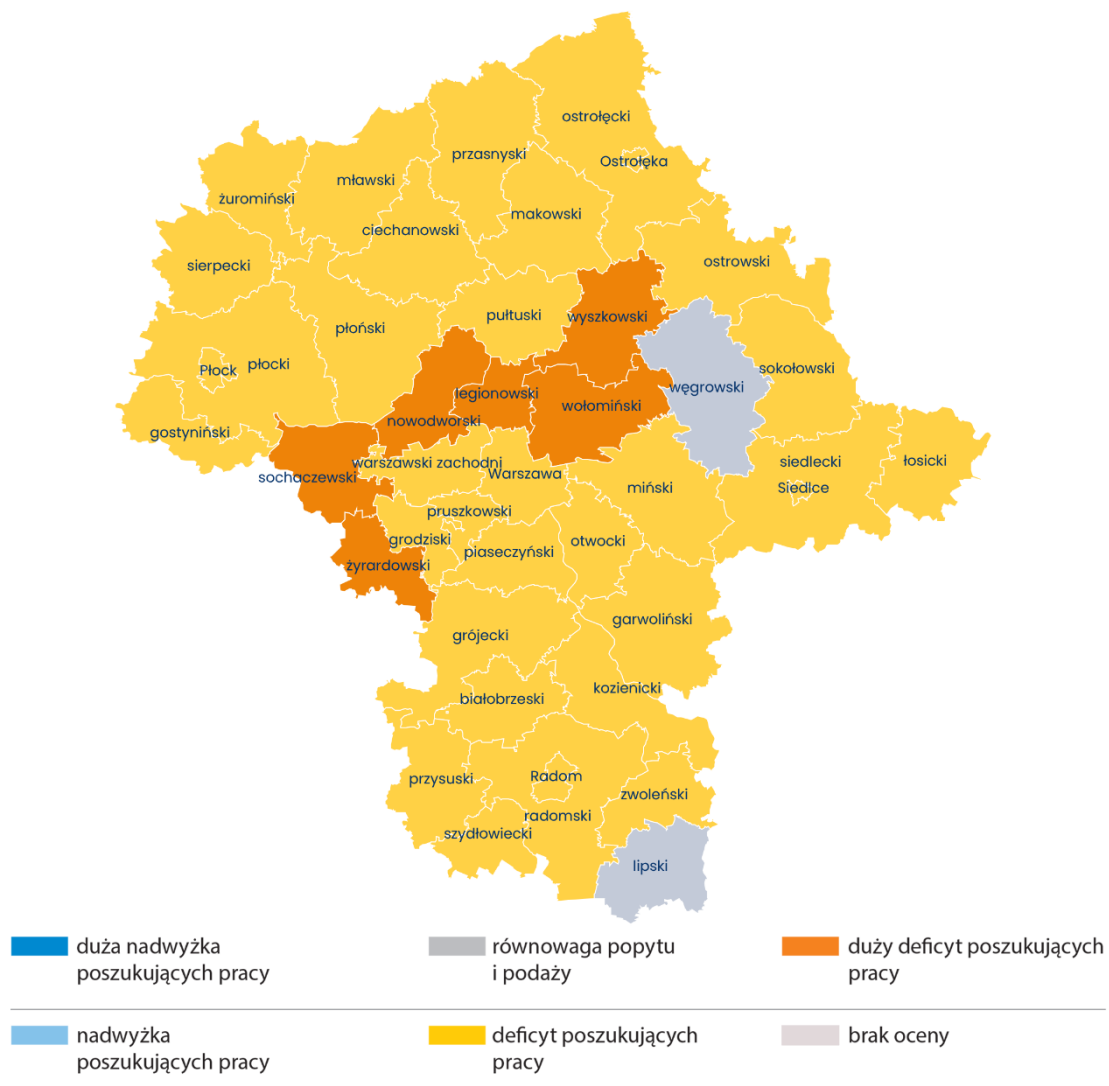 ostrołęcki
przasnyski
Ostrołęka
mławski
żuromiński
makowski
ciechanowski
sierpecki
ostrowski
pułtuski
wyszkowski
płoński
płocki
Płock
sokołowski
węgrowski
legionowski
wołomiński
nowodworski
gostyniński
warszawski zachodni
siedlecki
łosicki
sochaczewski
Warszawa
miński
Siedlce
pruszkowski
grodziski
otwocki
piaseczyński
żyrardowski
garwoliński
grójecki
kozienicki
białobrzeski
Radom
przysuski
zwoleński
radomski
szydłowiecki
lipski
duża nadwyżka
poszukujących pracy
równowaga popytu
i podaży
duży deficyt poszukujących
pracy
nadwyżka
poszukujących pracy
deficyt poszukujących
pracy
brak oceny